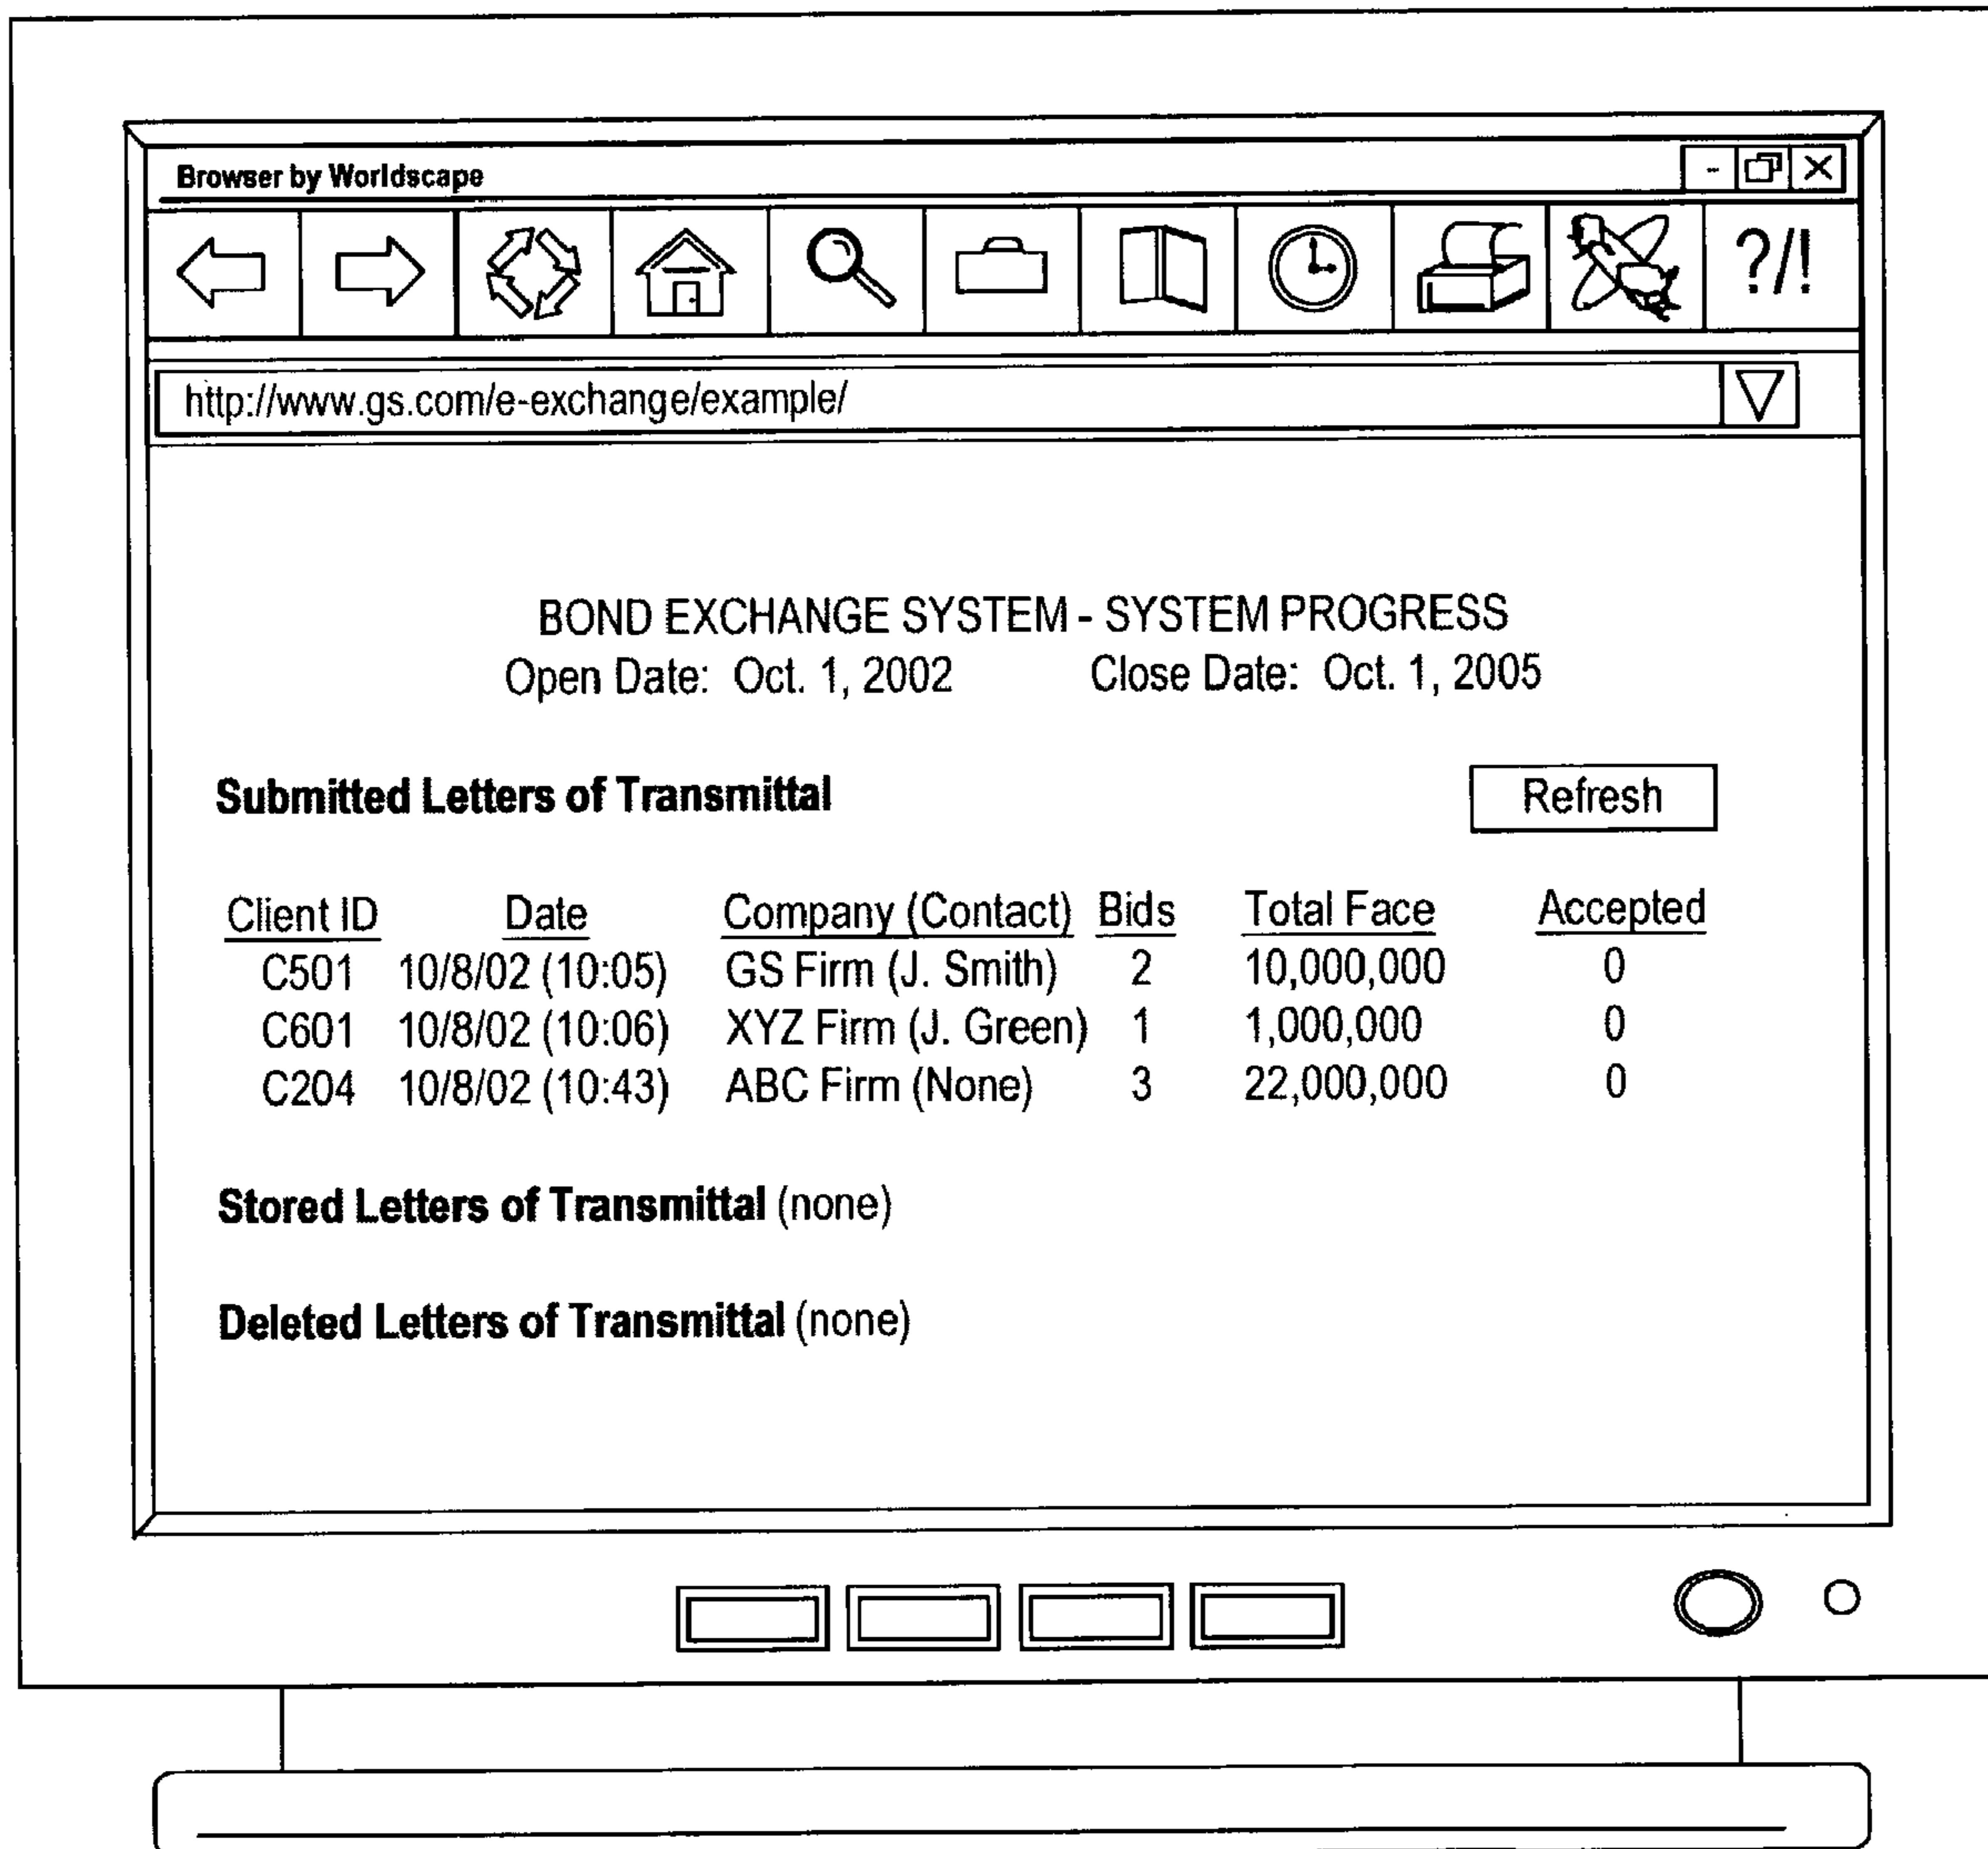 Browser by Worldscape
?/!
http://www.gs.com/e-exchange/example/
BOND EXCHANGE SYSTEM - SYSTEM PROGRESS
Open Date: Oct. 1, 2002 Close Date: Oct. 1, 2005
Submitted Letters of Transmittal Refresh
Client ID Date Company (Contact) Bids Total Face Accepted
C501 10/8/02 (10:05) GS Firm (J. Smith) 2 10,000,000 0
C601 10/8/02 (10:06) XYZ Firm (J. Green) 1 1,000,000 0
C204 10/8/02 (10:43) ABC Firm (None) 3 22,000,000 0
Stored Letters of Transmittal (none)
Deleted Letters of Transmittal (none)